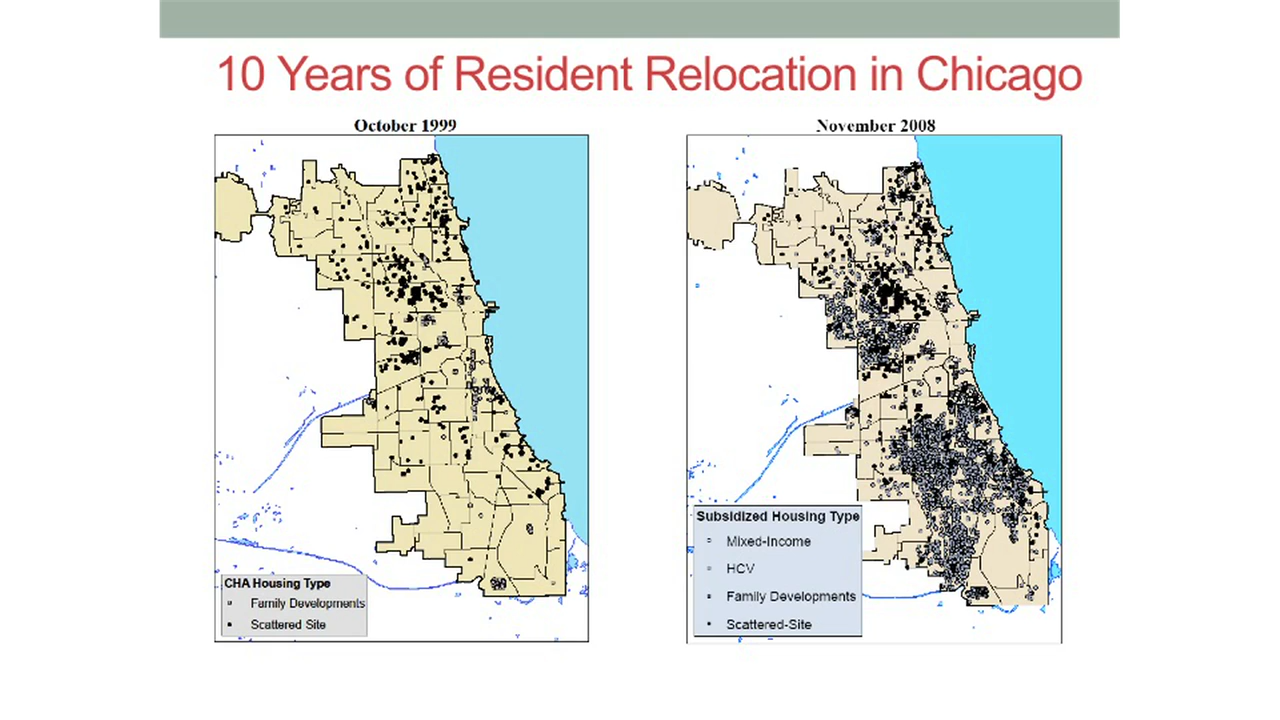 10 Years of Resident Relocation in Chicago
October 1999
CHA Housing Type
Family Developments
Scattered Site
November 2008
Subsidized Housing Type
Mixed-Income
HCV
Family Developments
Scattered-Site